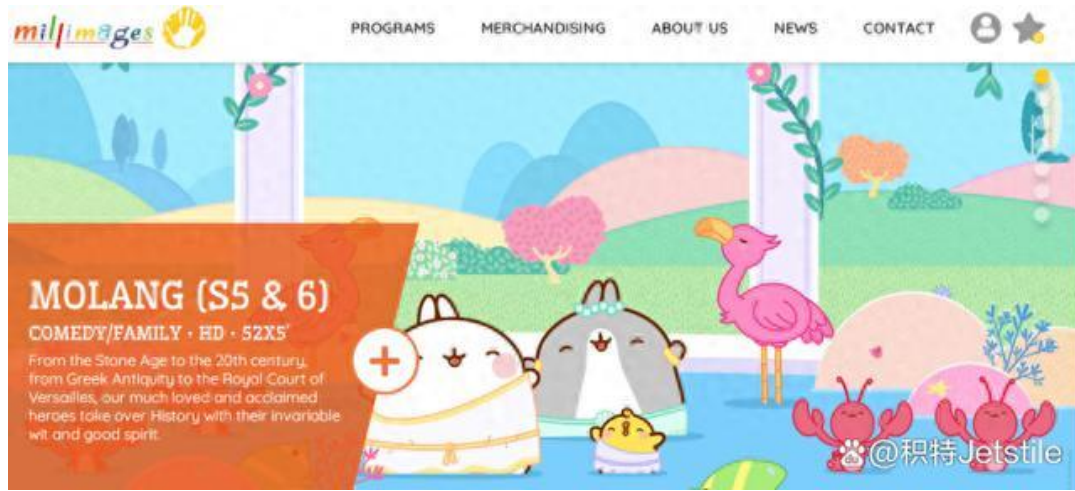 millimages
PROGRAMS MERCHANDISING ABOUT US NEWS CONTACT
MOLANG (S5 & 6)
COMEDY/FAMILY · HD · 52X5'
From the Stone Age to the 20th century,
from Greek Antiquity to the Royal Court of
Versailles, our much loved and acclaimed
heroes take over History with their invariable
wit and good spirit.
+
@积特Jetstile